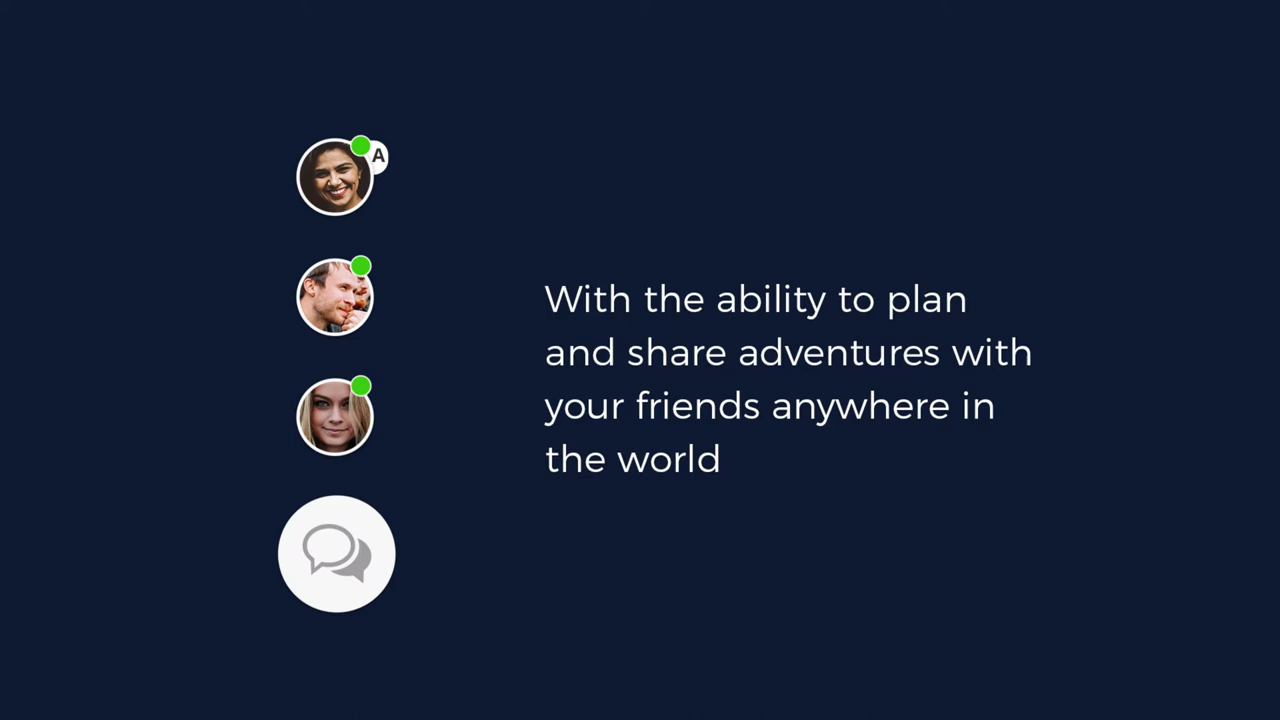 A
With the ability to plan
and share adventures with
your friends anywhere in
the world